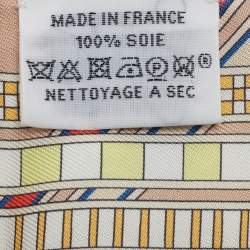 MADE IN FRANCE
100% SOIE
NETTOYAGE A SEC